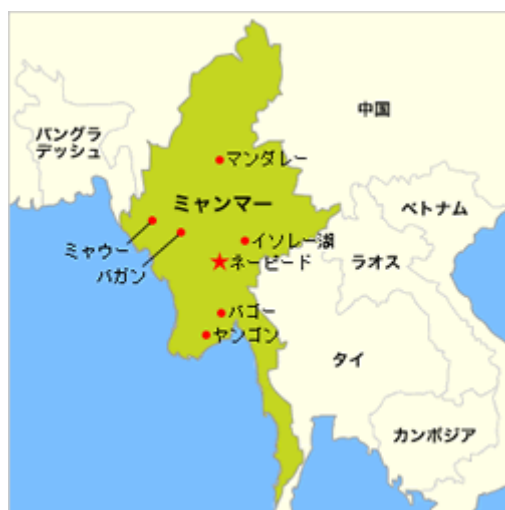 バングラ
デッシュ
中国
マンダレー
ミャンマー
ベトナム
ミャウー
バガン
インレー湖
ネーピード
ラオス
バゴー
ヤンゴン
タイ
カンボジア